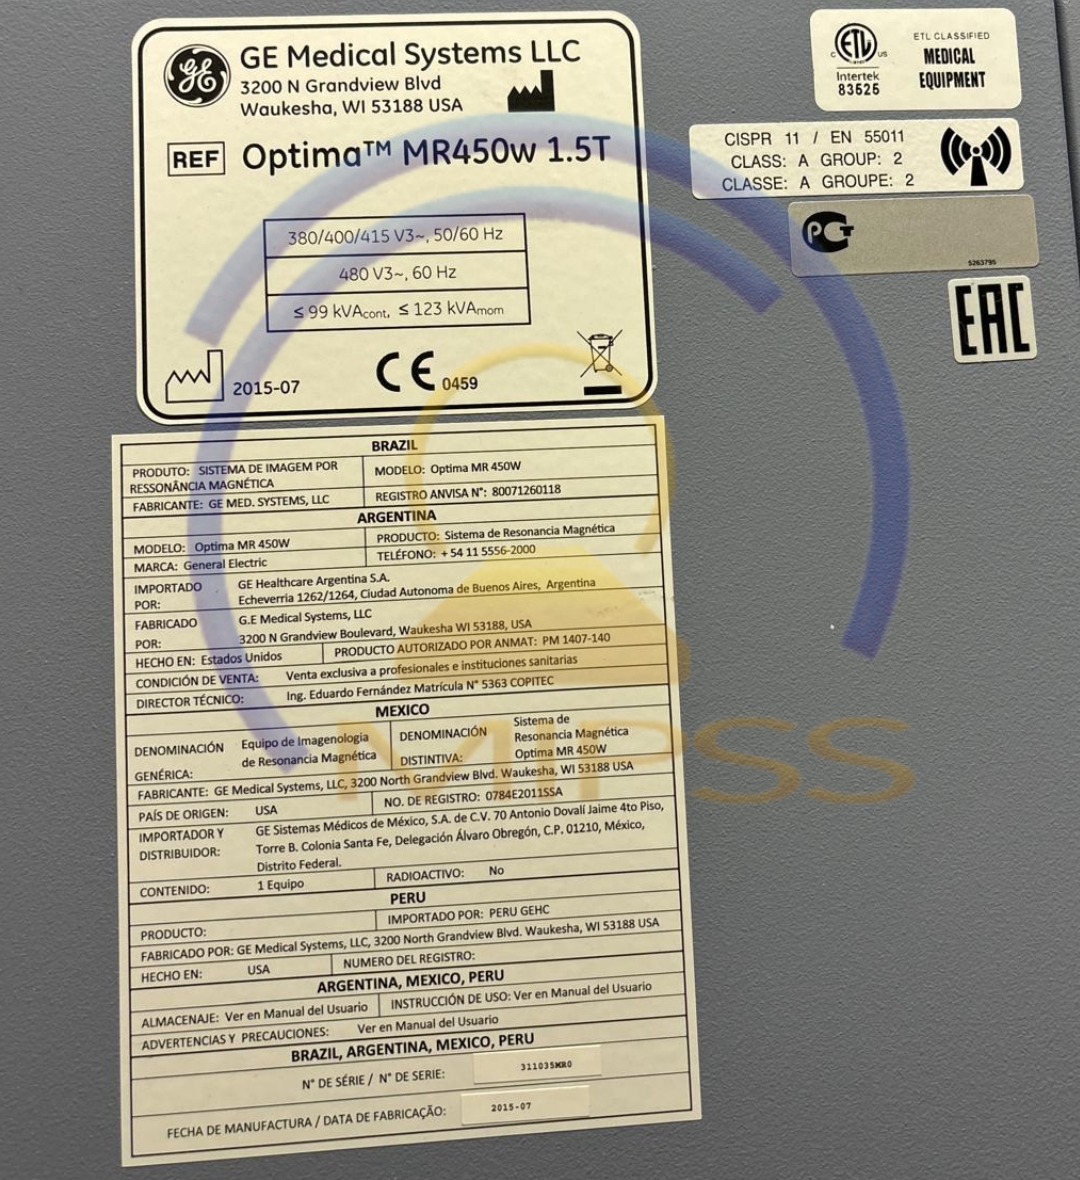 GE
GE Medical Systems LLC
3200 N Grandview Blvd
Waukesha, WI 53188 USA
REF Optima™ MR450w 1.5T
380/400/415 V3~, 50/60 Hz
480 V3~, 60 Hz
≤ 99 kVAcont, ≤ 123 kVAmom
2015-07
CE 0459
c ETL us
Intertek
83525
ETL CLASSIFIED
MEDICAL
EQUIPMENT
CISPR 11 / EN 55011
CLASS: A GROUP: 2
CLASSE: A GROUPE: 2
PCT
5263795
EAC
BRAZIL
PRODUTO: SISTEMA DE IMAGEM POR
RESSONÂNCIA MAGNÉTICA
MODELO: Optima MR 450W
FABRICANTE: GE MED. SYSTEMS, LLC
REGISTRO ANVISA N°: 80071260118
ARGENTINA
MODELO: Optima MR 450W
PRODUCTO: Sistema de Resonancia Magnética
MARCA: General Electric
TELÉFONO: + 54 11 5556-2000
IMPORTADO
POR:
GE Healthcare Argentina S.A.
Echeverria 1262/1264, Ciudad Autonoma de Buenos Aires, Argentina
FABRICADO
POR:
G.E Medical Systems, LLC
3200 N Grandview Boulevard, Waukesha WI 53188, USA
HECHO EN: Estados Unidos
PRODUCTO AUTORIZADO POR ANMAT: PM 1407-140
CONDICIÓN DE VENTA: Venta exclusiva a profesionales e instituciones sanitarias
DIRECTOR TÉCNICO: Ing. Eduardo Fernández Matrícula N° 5363 COPITEC
MEXICO
DENOMINACIÓN
GENÉRICA:
Equipo de Imagenologia
de Resonancia Magnética
DENOMINACIÓN
DISTINTIVA:
Sistema de
Resonancia Magnética
Optima MR 450W
FABRICANTE: GE Medical Systems, LLC, 3200 North Grandview Blvd. Waukesha, WI 53188 USA
PAÍS DE ORIGEN: USA
NO. DE REGISTRO: 0784E2011SSA
IMPORTADOR Y
DISTRIBUIDOR:
GE Sistemas Médicos de México, S.A. de C.V. 70 Antonio Dovalí Jaime 4to Piso,
Torre B. Colonia Santa Fe, Delegación Álvaro Obregón, C.P. 01210, México,
Distrito Federal.
CONTENIDO: 1 Equipo
RADIOACTIVO: No
PERU
PRODUCTO:
IMPORTADO POR: PERU GEHC
FABRICADO POR: GE Medical Systems, LLC, 3200 North Grandview Blvd. Waukesha, WI 53188 USA
HECHO EN: USA
NUMERO DEL REGISTRO:
ARGENTINA, MEXICO, PERU
ALMACENAJE: Ver en Manual del Usuario
INSTRUCCIÓN DE USO: Ver en Manual del Usuario
ADVERTENCIAS Y PRECAUCIONES: Ver en Manual del Usuario
BRAZIL, ARGENTINA, MEXICO, PERU
N° DE SÉRIE / N° DE SERIE: 311035MR0
FECHA DE MANUFACTURA / DATA DE FABRICAÇÃO: 2015-07
MIPSS